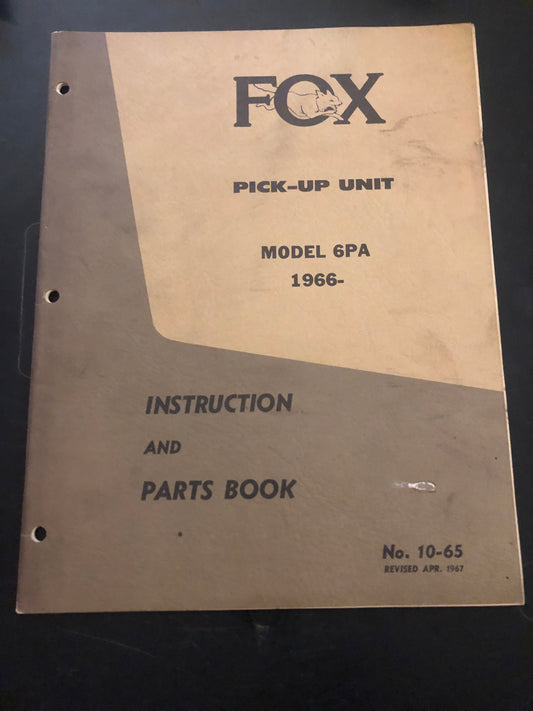 FOX
PICK-UP UNIT
MODEL 6PA
1966-
INSTRUCTION
AND
PARTS BOOK
No. 10-65
REVISED APR. 1967